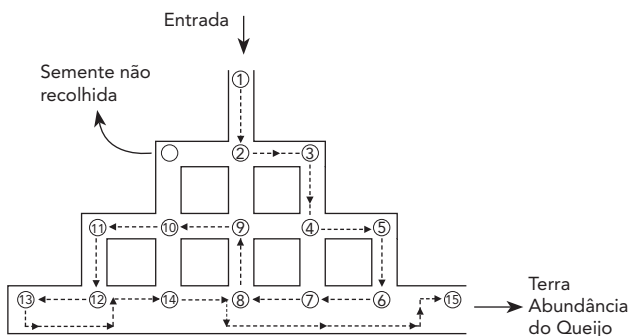 Entrada
Semente não
recolhida
1
2
3
11
10
9
4
5
13
12
14
8
7
6
15
Terra
Abundância
do Queijo